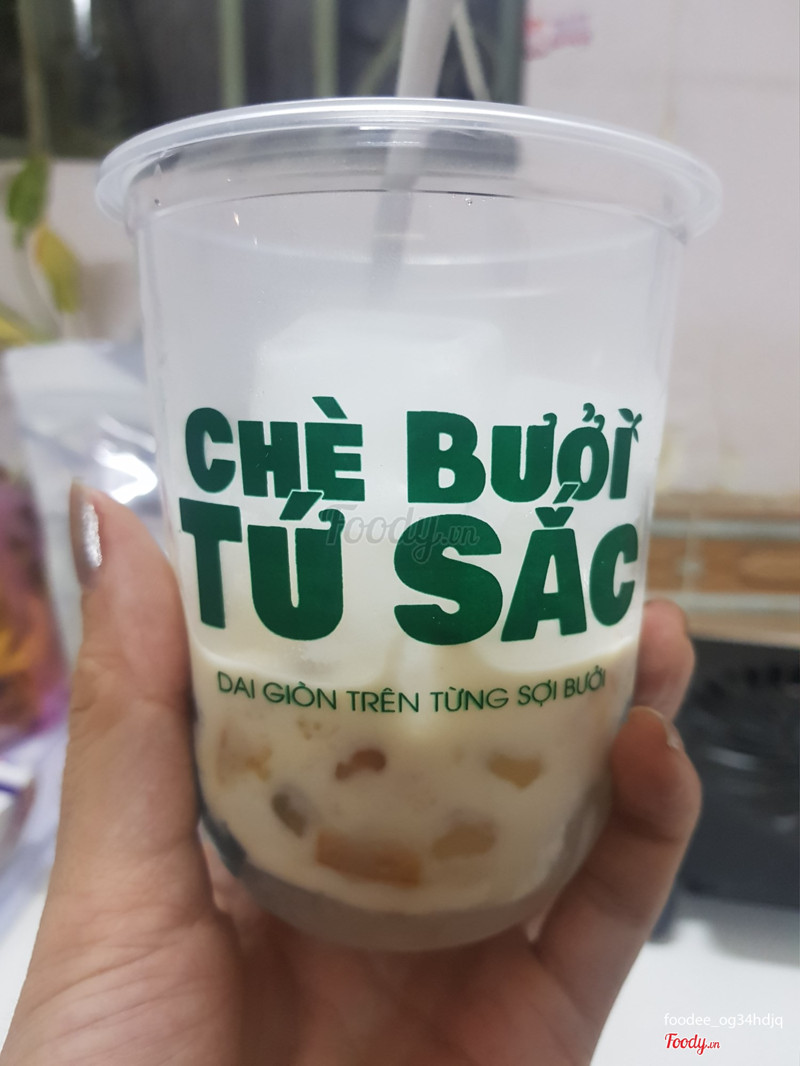 CHÈ BƯỞI
TỨ SẮC
Foody.vn
DAI GIÒN TRÊN TỪNG SỢI BƯỞI
foodee_og34hdjq
Foody.vn